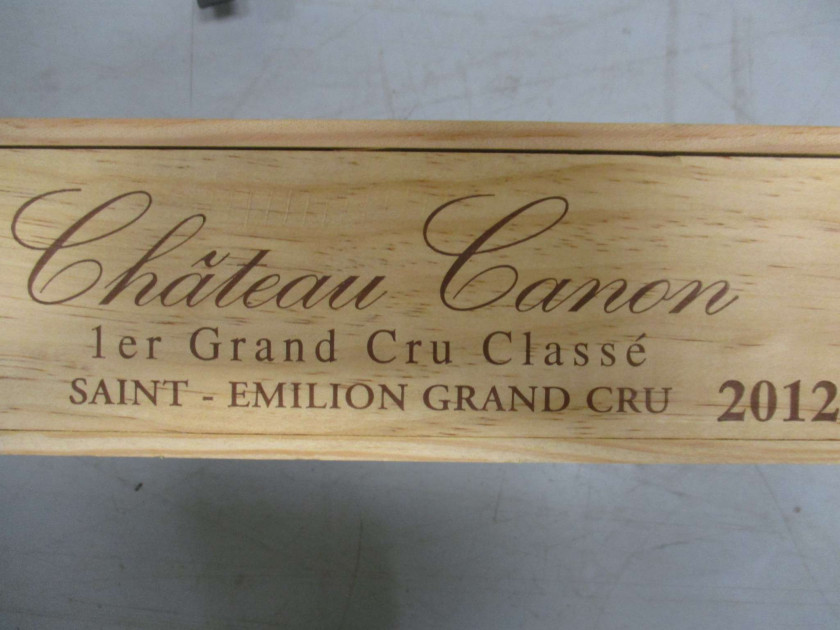 Château Canon
1er Grand Cru Classé
SAINT - EMILION GRAND CRU 2012